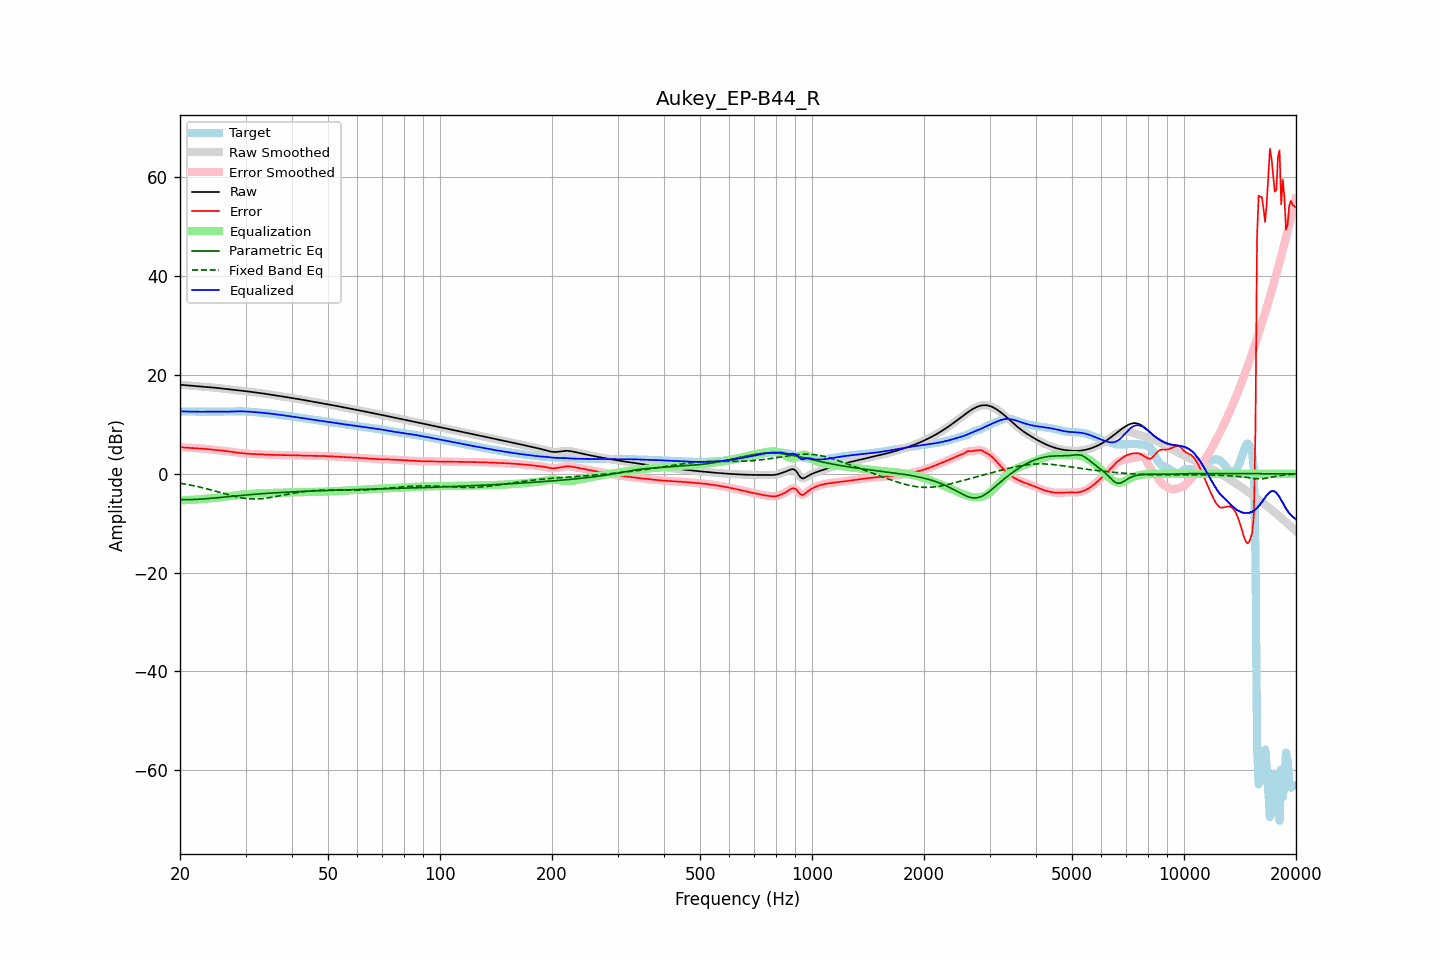 Aukey_EP-B44_R
Target
Raw Smoothed
Error Smoothed
Raw
Error
Equalization
Parametric Eq
Fixed Band Eq
Equalized
60
40
20
0
−20
−40
−60
Amplitude (dBr)
20
50
100
200
500
1000
2000
5000
10000
20000
Frequency (Hz)